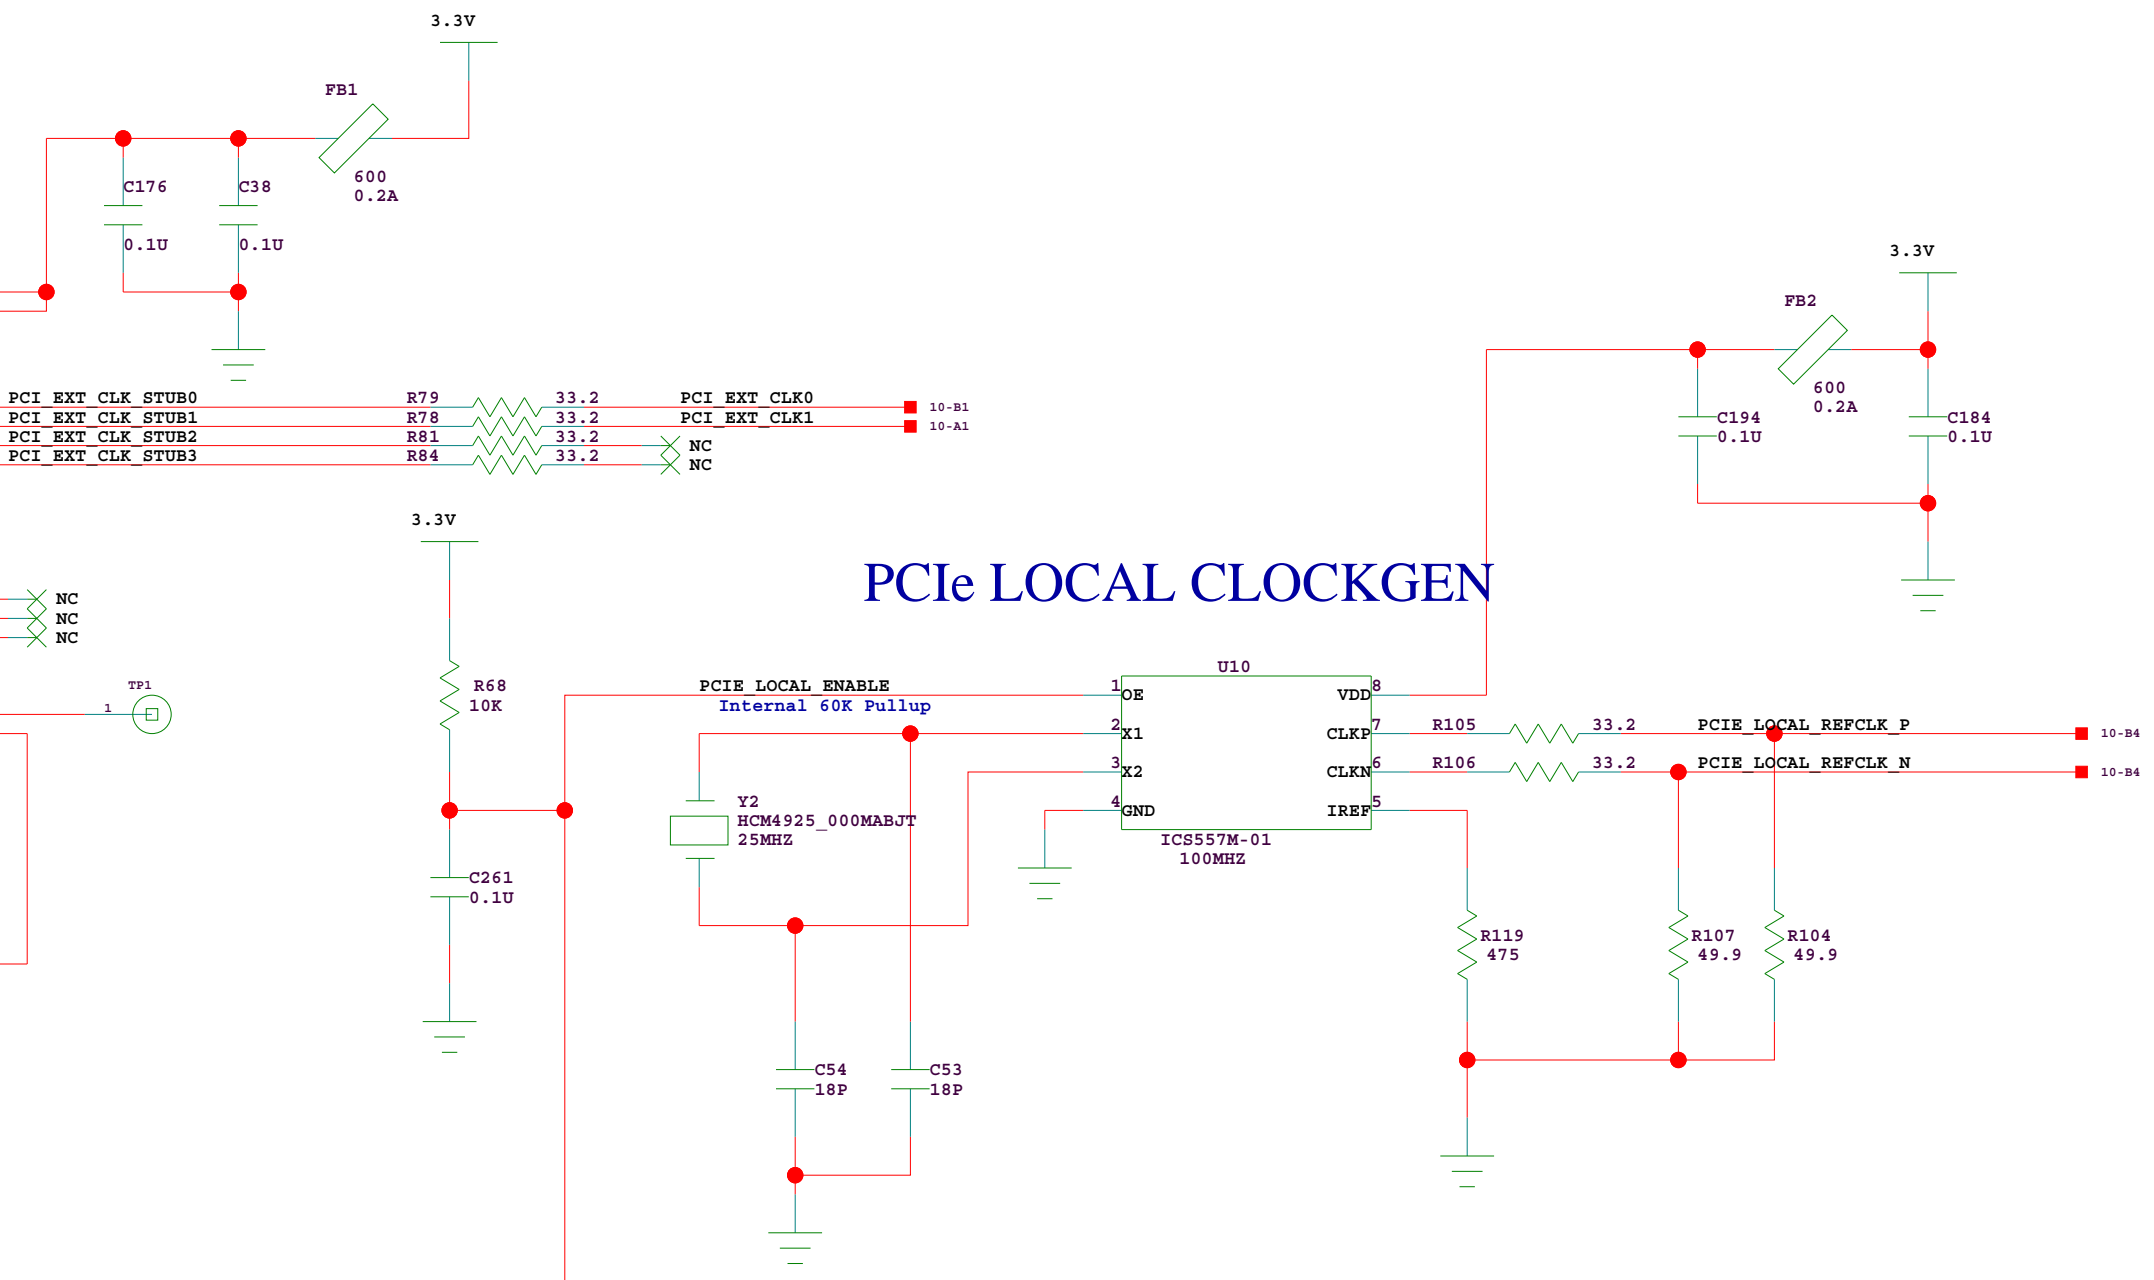 3.3V
FB1
600
0.2A
C176
0.1U
C38
0.1U
3.3V
FB2
600
0.2A
C194
0.1U
C184
0.1U
PCI_EXT_CLK_STUB0 R79 33.2 PCI_EXT_CLK0 10-B1
PCI_EXT_CLK_STUB1 R78 33.2 PCI_EXT_CLK1 10-A1
PCI_EXT_CLK_STUB2 R81 33.2 NC
PCI_EXT_CLK_STUB3 R84 33.2 NC
3.3V
PCIe LOCAL CLOCKGEN
NC
NC
NC
TP1
1
R68
10K
C261
0.1U
PCIE_LOCAL_ENABLE
Internal 60K Pullup
U10
1 OE VDD 8
2 X1 CLKP 7
3 X2 CLKN 6
4 GND IREF 5
ICS557M-01
100MHZ
R105 33.2 PCIE_LOCAL_REFCLK_P 10-B4
R106 33.2 PCIE_LOCAL_REFCLK_N 10-B4
Y2
HCM4925_000MABJT
25MHZ
R119
475
R107
49.9
R104
49.9
C54
18P
C53
18P